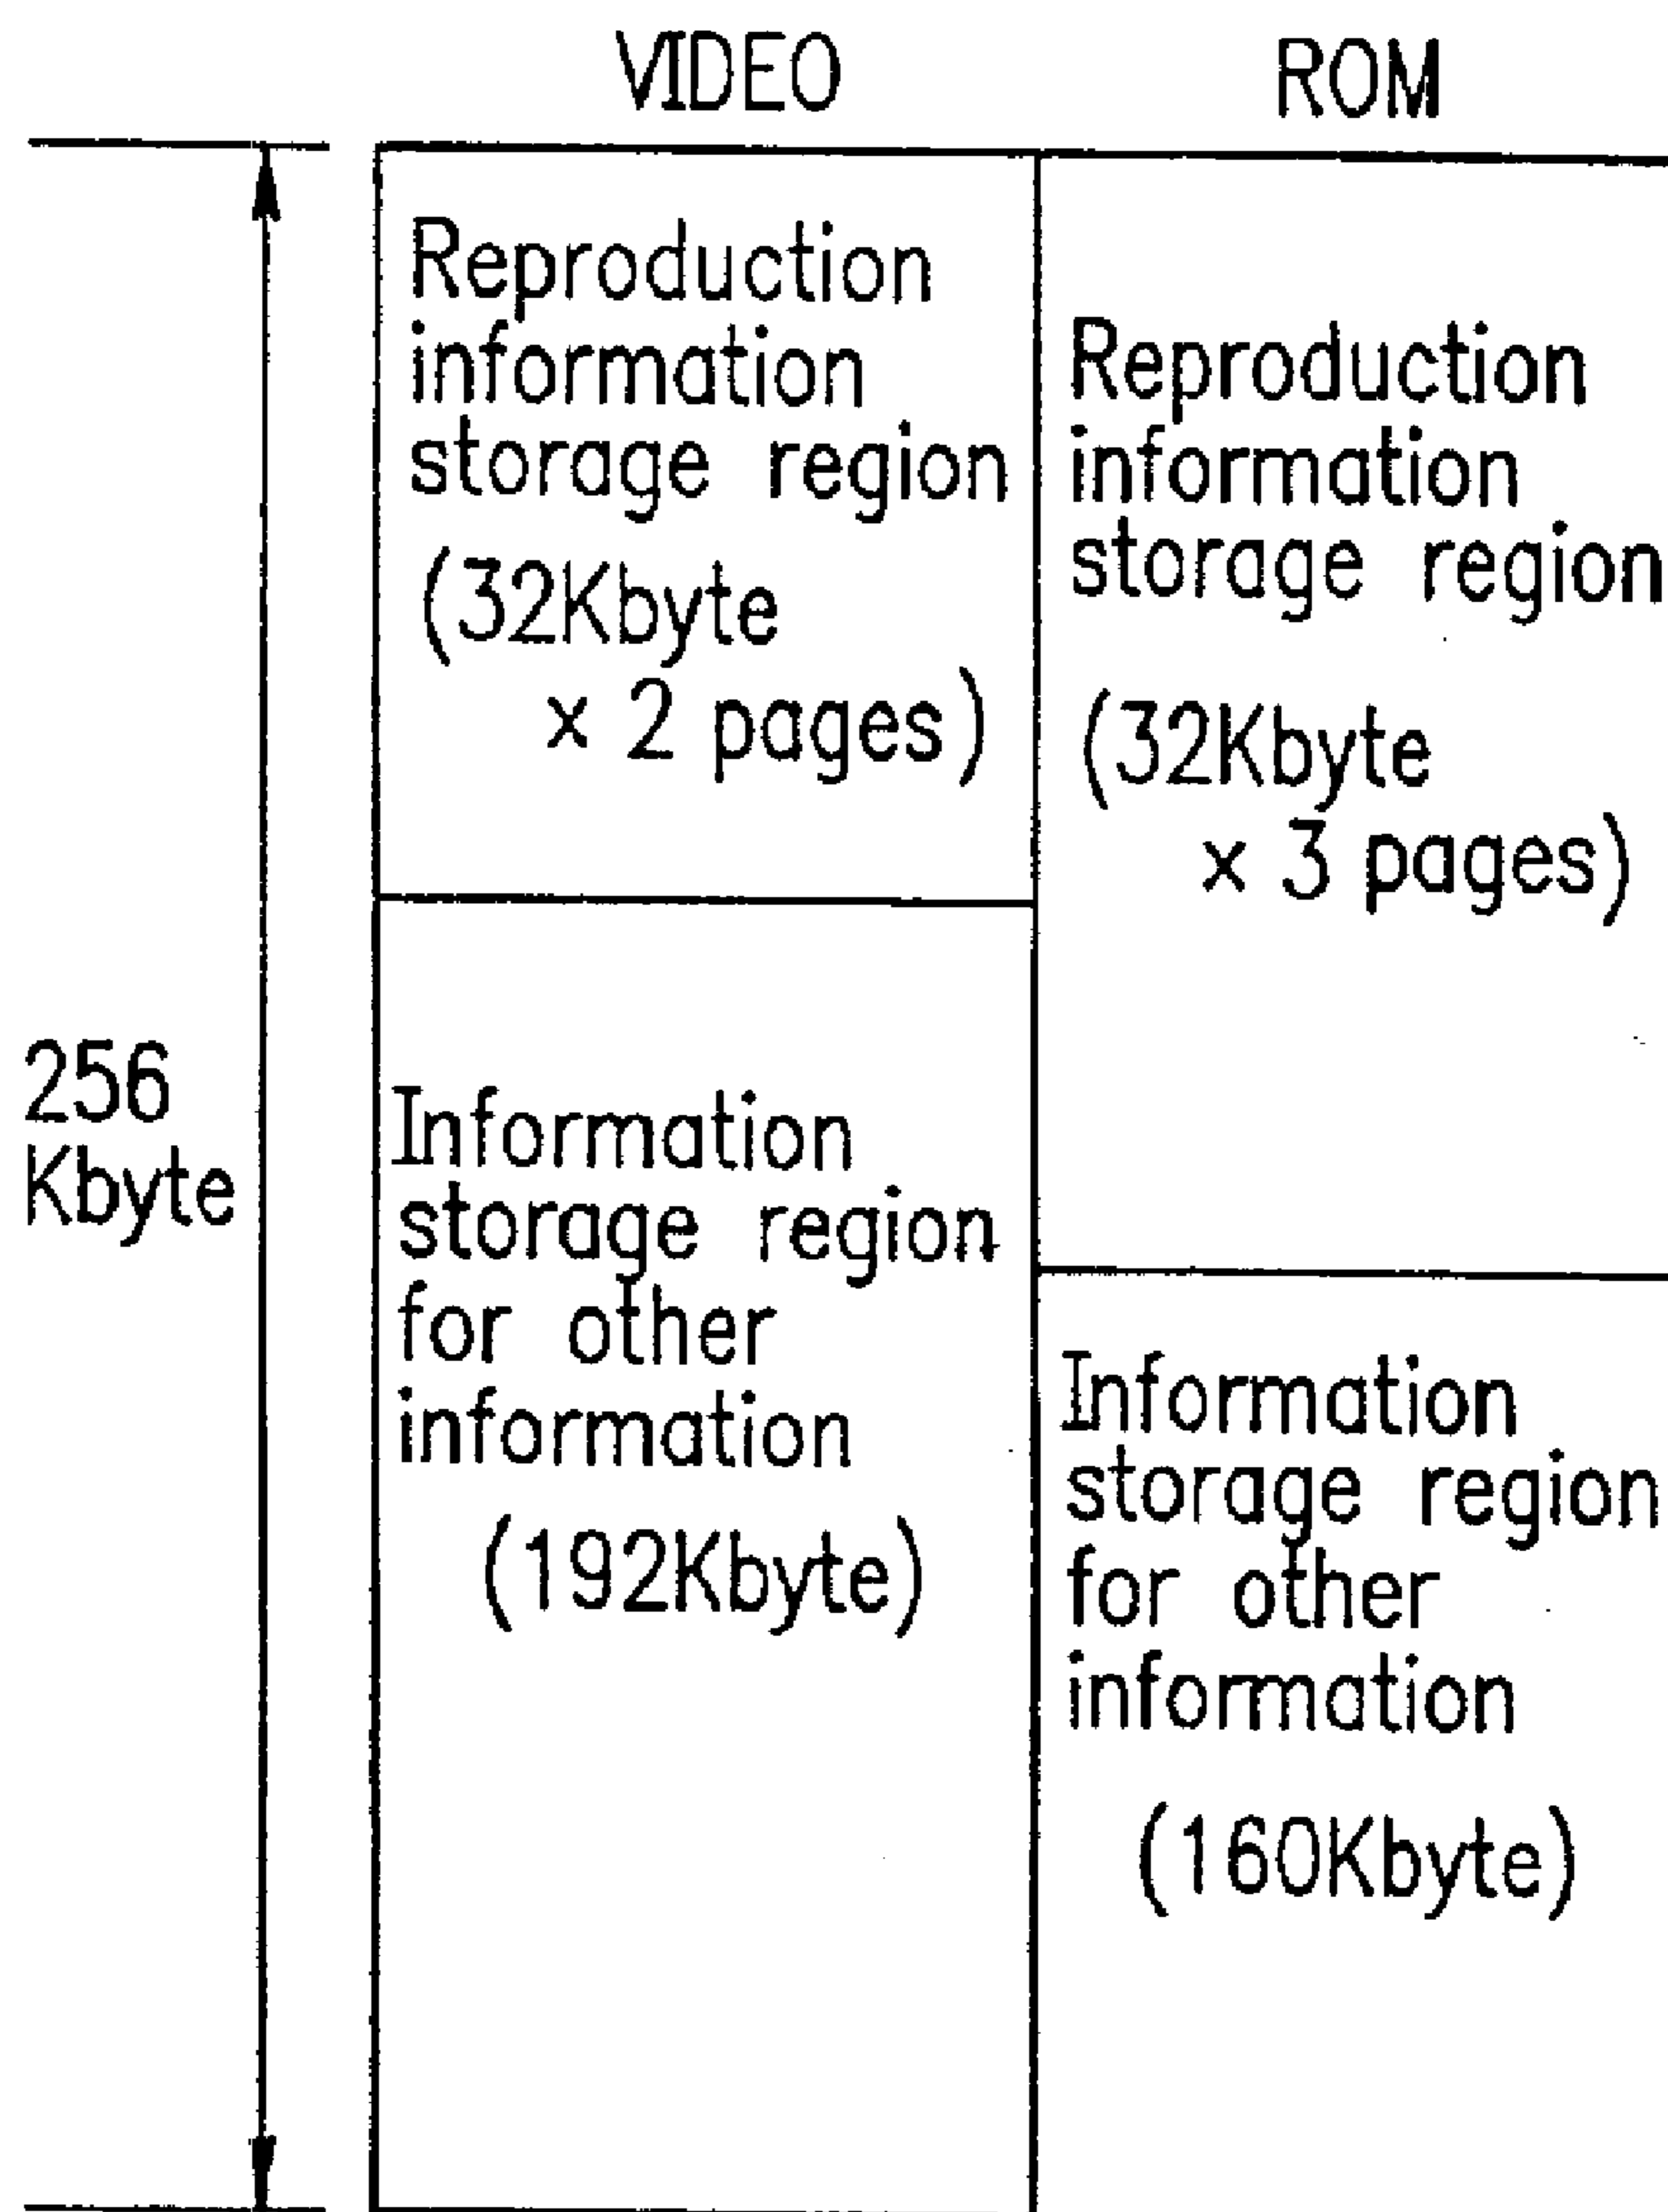 VIDEO
ROM
Reproduction
information
storage region
(32Kbyte
x 2 pages)
Reproduction
information
storage region
(32Kbyte
x 3 pages)
256
Kbyte
Information
storage region
for other
information
(192Kbyte)
Information
storage region
for other
information
(160Kbyte)